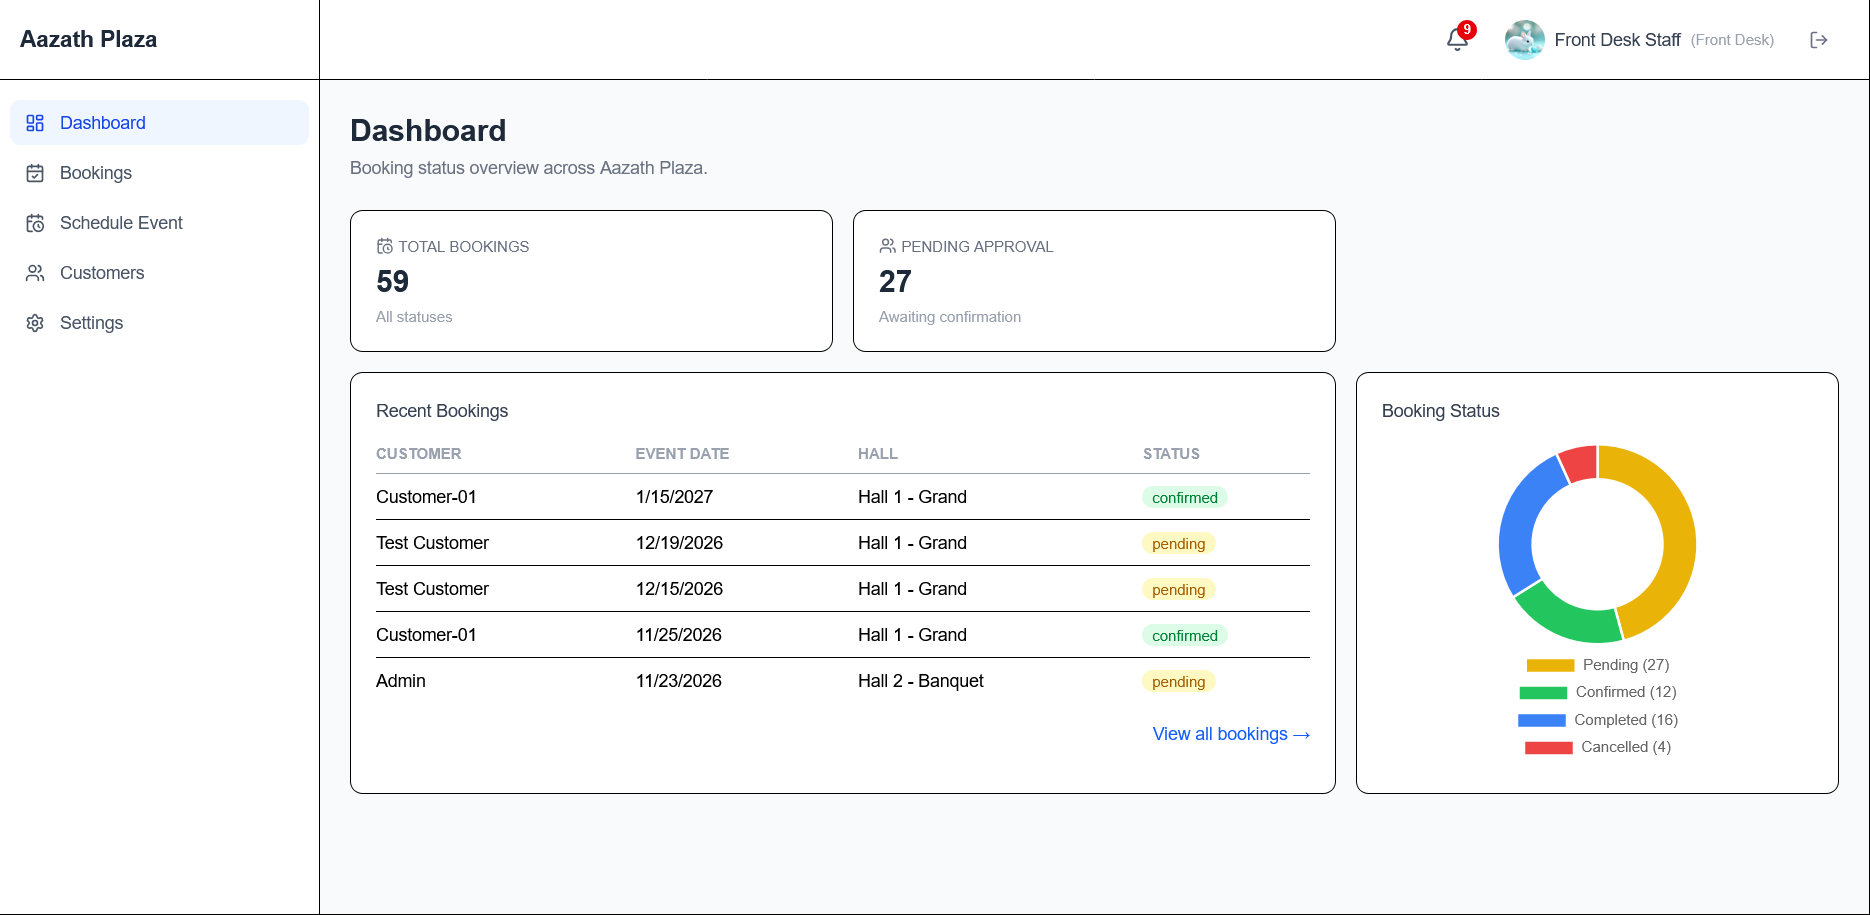 Aazath Plaza
9
Front Desk Staff (Front Desk)
Dashboard
Bookings
Schedule Event
Customers
Settings
Dashboard
Booking status overview across Aazath Plaza.
TOTAL BOOKINGS
59
All statuses
PENDING APPROVAL
27
Awaiting confirmation
Recent Bookings
CUSTOMER EVENT DATE HALL STATUS
Customer-01 1/15/2027 Hall 1 - Grand confirmed
Test Customer 12/19/2026 Hall 1 - Grand pending
Test Customer 12/15/2026 Hall 1 - Grand pending
Customer-01 11/25/2026 Hall 1 - Grand confirmed
Admin 11/23/2026 Hall 2 - Banquet pending
View all bookings →
Booking Status
Pending (27)
Confirmed (12)
Completed (16)
Cancelled (4)